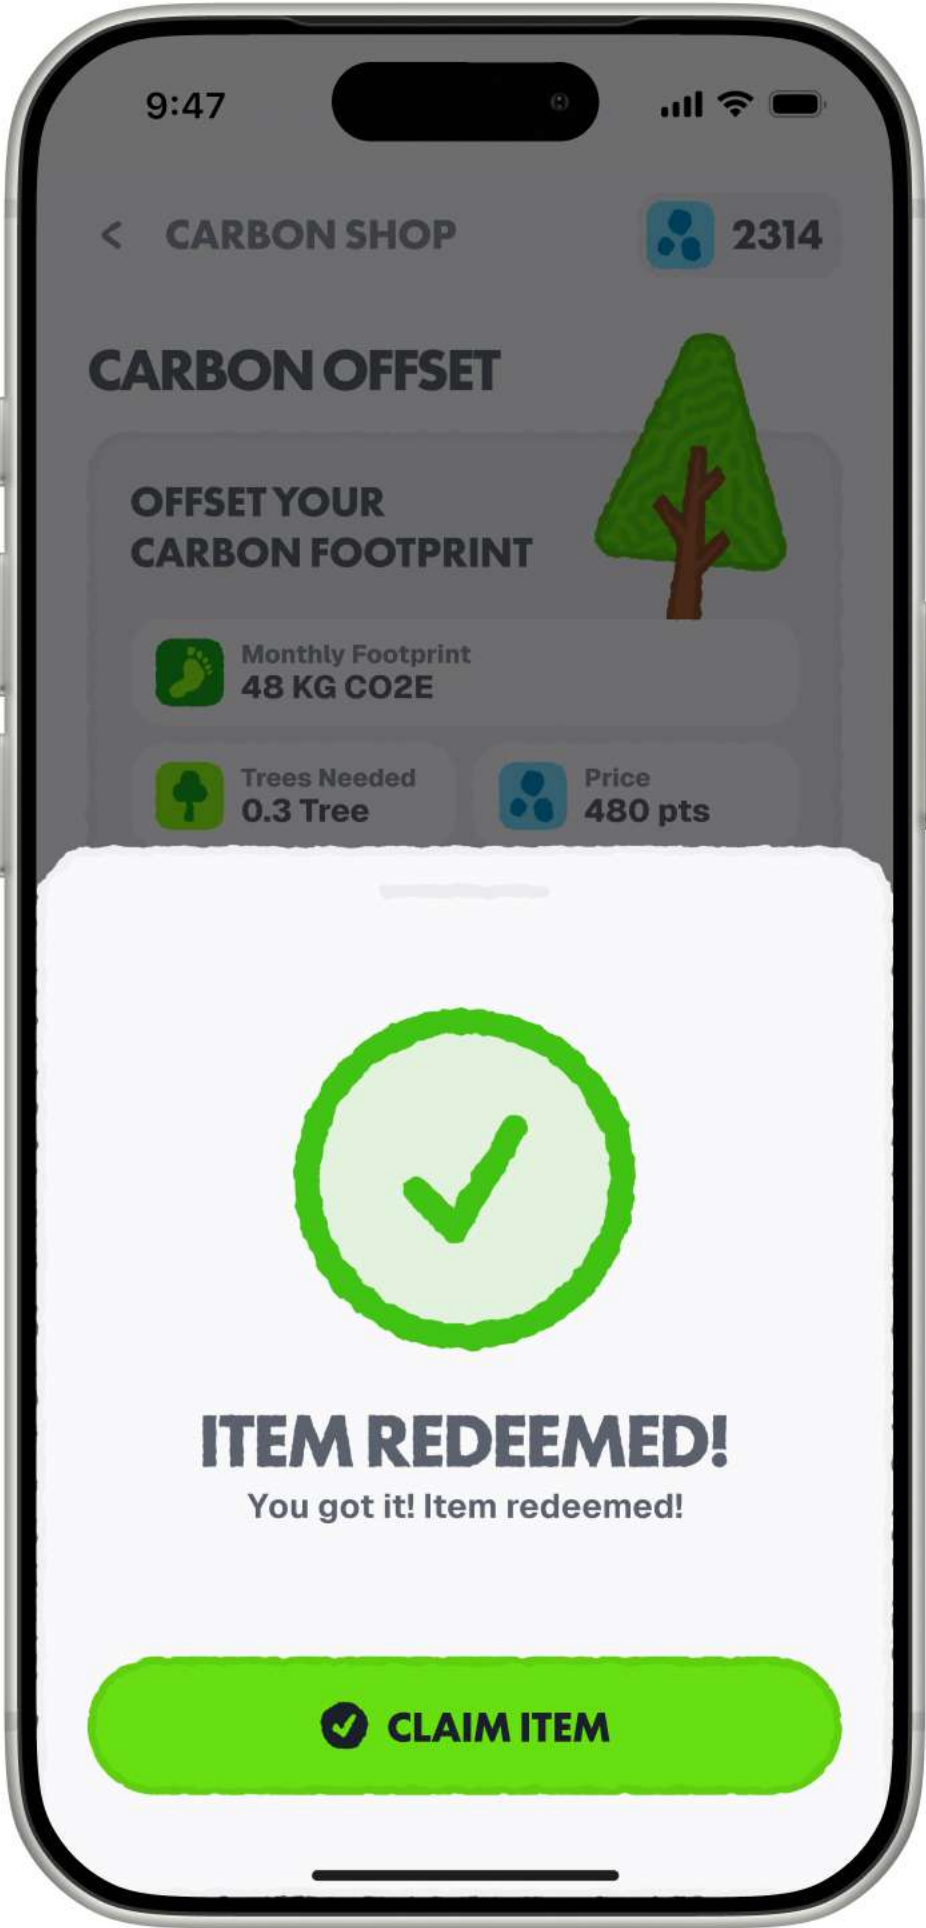 9:47
< CARBON SHOP
2314
CARBON OFFSET
OFFSET YOUR
CARBON FOOTPRINT
Monthly Footprint
48 KG CO2E
Trees Needed
0.3 Tree
Price
480 pts
ITEM REDEEMED!
You got it! Item redeemed!
CLAIM ITEM